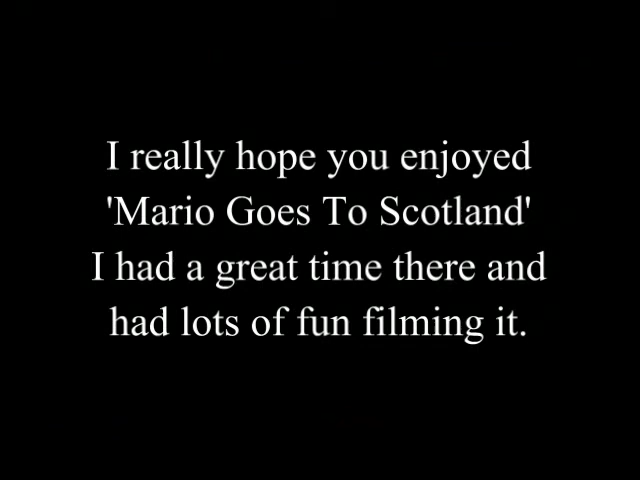 I really hope you enjoyed
'Mario Goes To Scotland'
I had a great time there and
had lots of fun filming it.